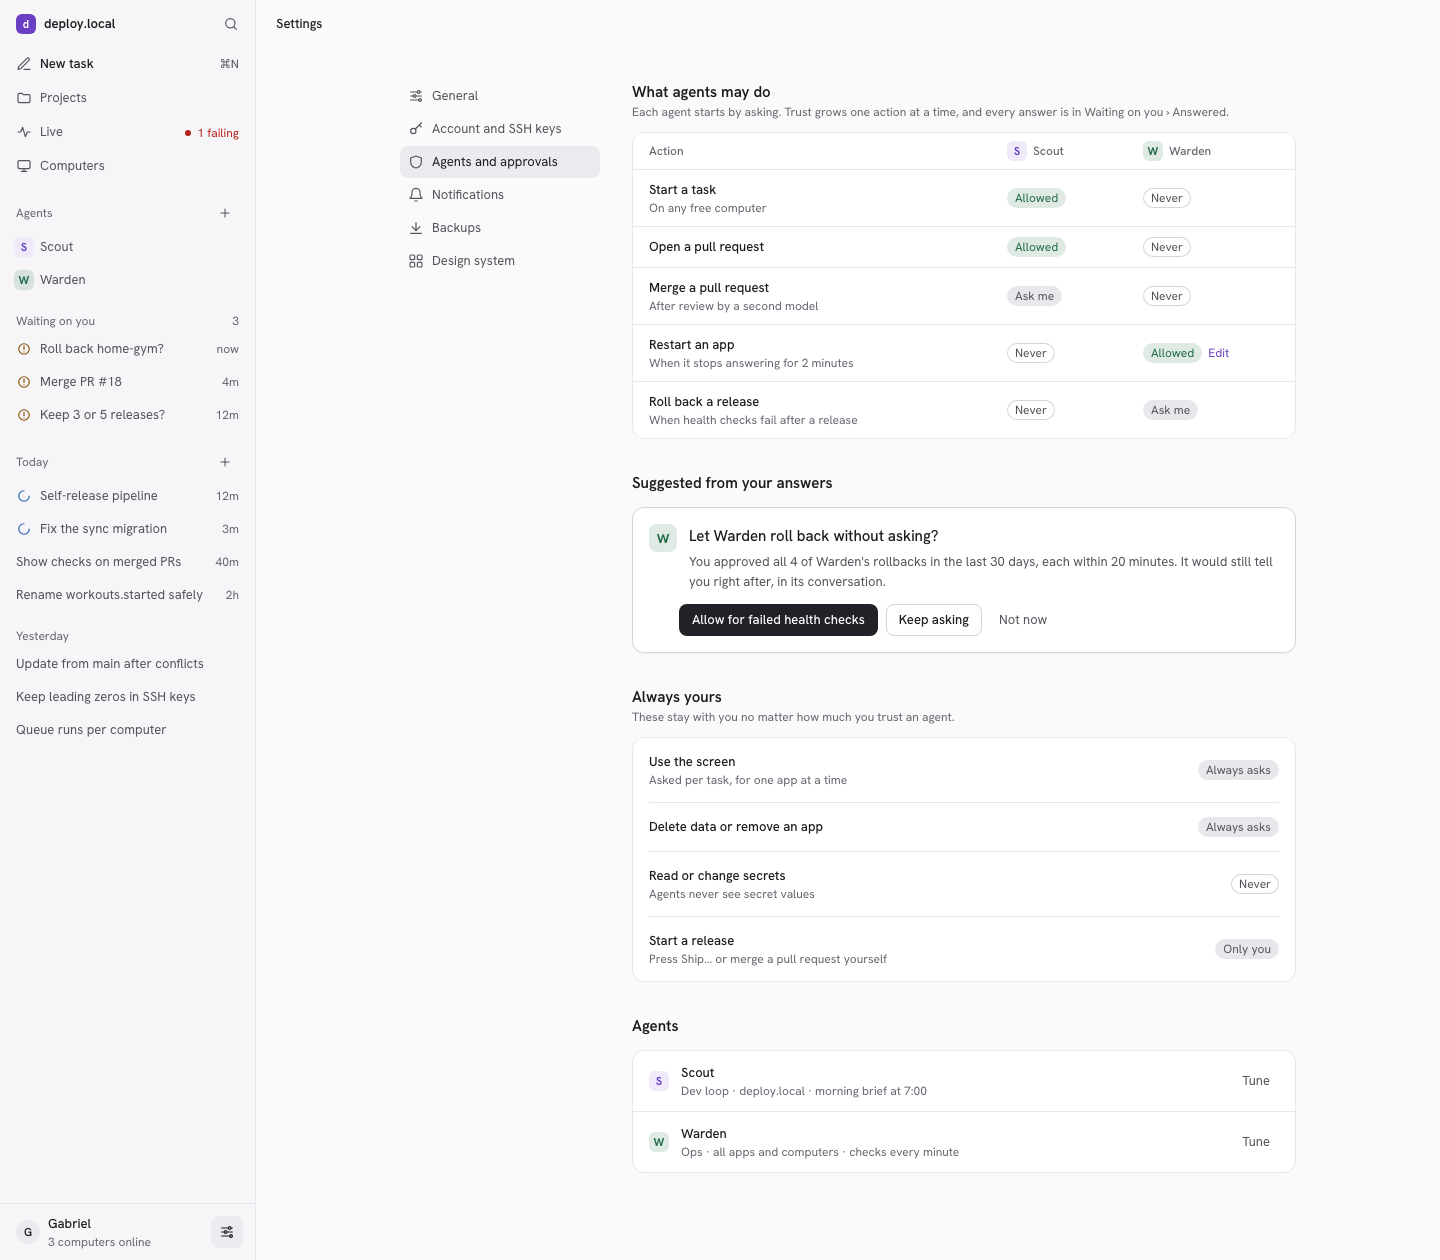 d deploy.local
New task ⌘N
Projects
Live 1 failing
Computers
Agents
S Scout
W Warden
Waiting on you 3
Roll back home-gym? now
Merge PR #18 4m
Keep 3 or 5 releases? 12m
Today
Self-release pipeline 12m
Fix the sync migration 3m
Show checks on merged PRs 40m
Rename workouts.started safely 2h
Yesterday
Update from main after conflicts
Keep leading zeros in SSH keys
Queue runs per computer
G Gabriel
3 computers online
Settings
General
Account and SSH keys
Agents and approvals
Notifications
Backups
Design system
What agents may do
Each agent starts by asking. Trust grows one action at a time, and every answer is in Waiting on you › Answered.
Action S Scout W Warden
Start a task
On any free computer
Allowed Never
Open a pull request Allowed Never
Merge a pull request
After review by a second model
Ask me Never
Restart an app
When it stops answering for 2 minutes
Never Allowed Edit
Roll back a release
When health checks fail after a release
Never Ask me
Suggested from your answers
W Let Warden roll back without asking?
You approved all 4 of Warden's rollbacks in the last 30 days, each within 20 minutes. It would still tell
you right after, in its conversation.
Allow for failed health checks Keep asking Not now
Always yours
These stay with you no matter how much you trust an agent.
Use the screen
Asked per task, for one app at a time
Always asks
Delete data or remove an app Always asks
Read or change secrets
Agents never see secret values
Never
Start a release
Press Ship... or merge a pull request yourself
Only you
Agents
S Scout
Dev loop · deploy.local · morning brief at 7:00
Tune
W Warden
Ops · all apps and computers · checks every minute
Tune